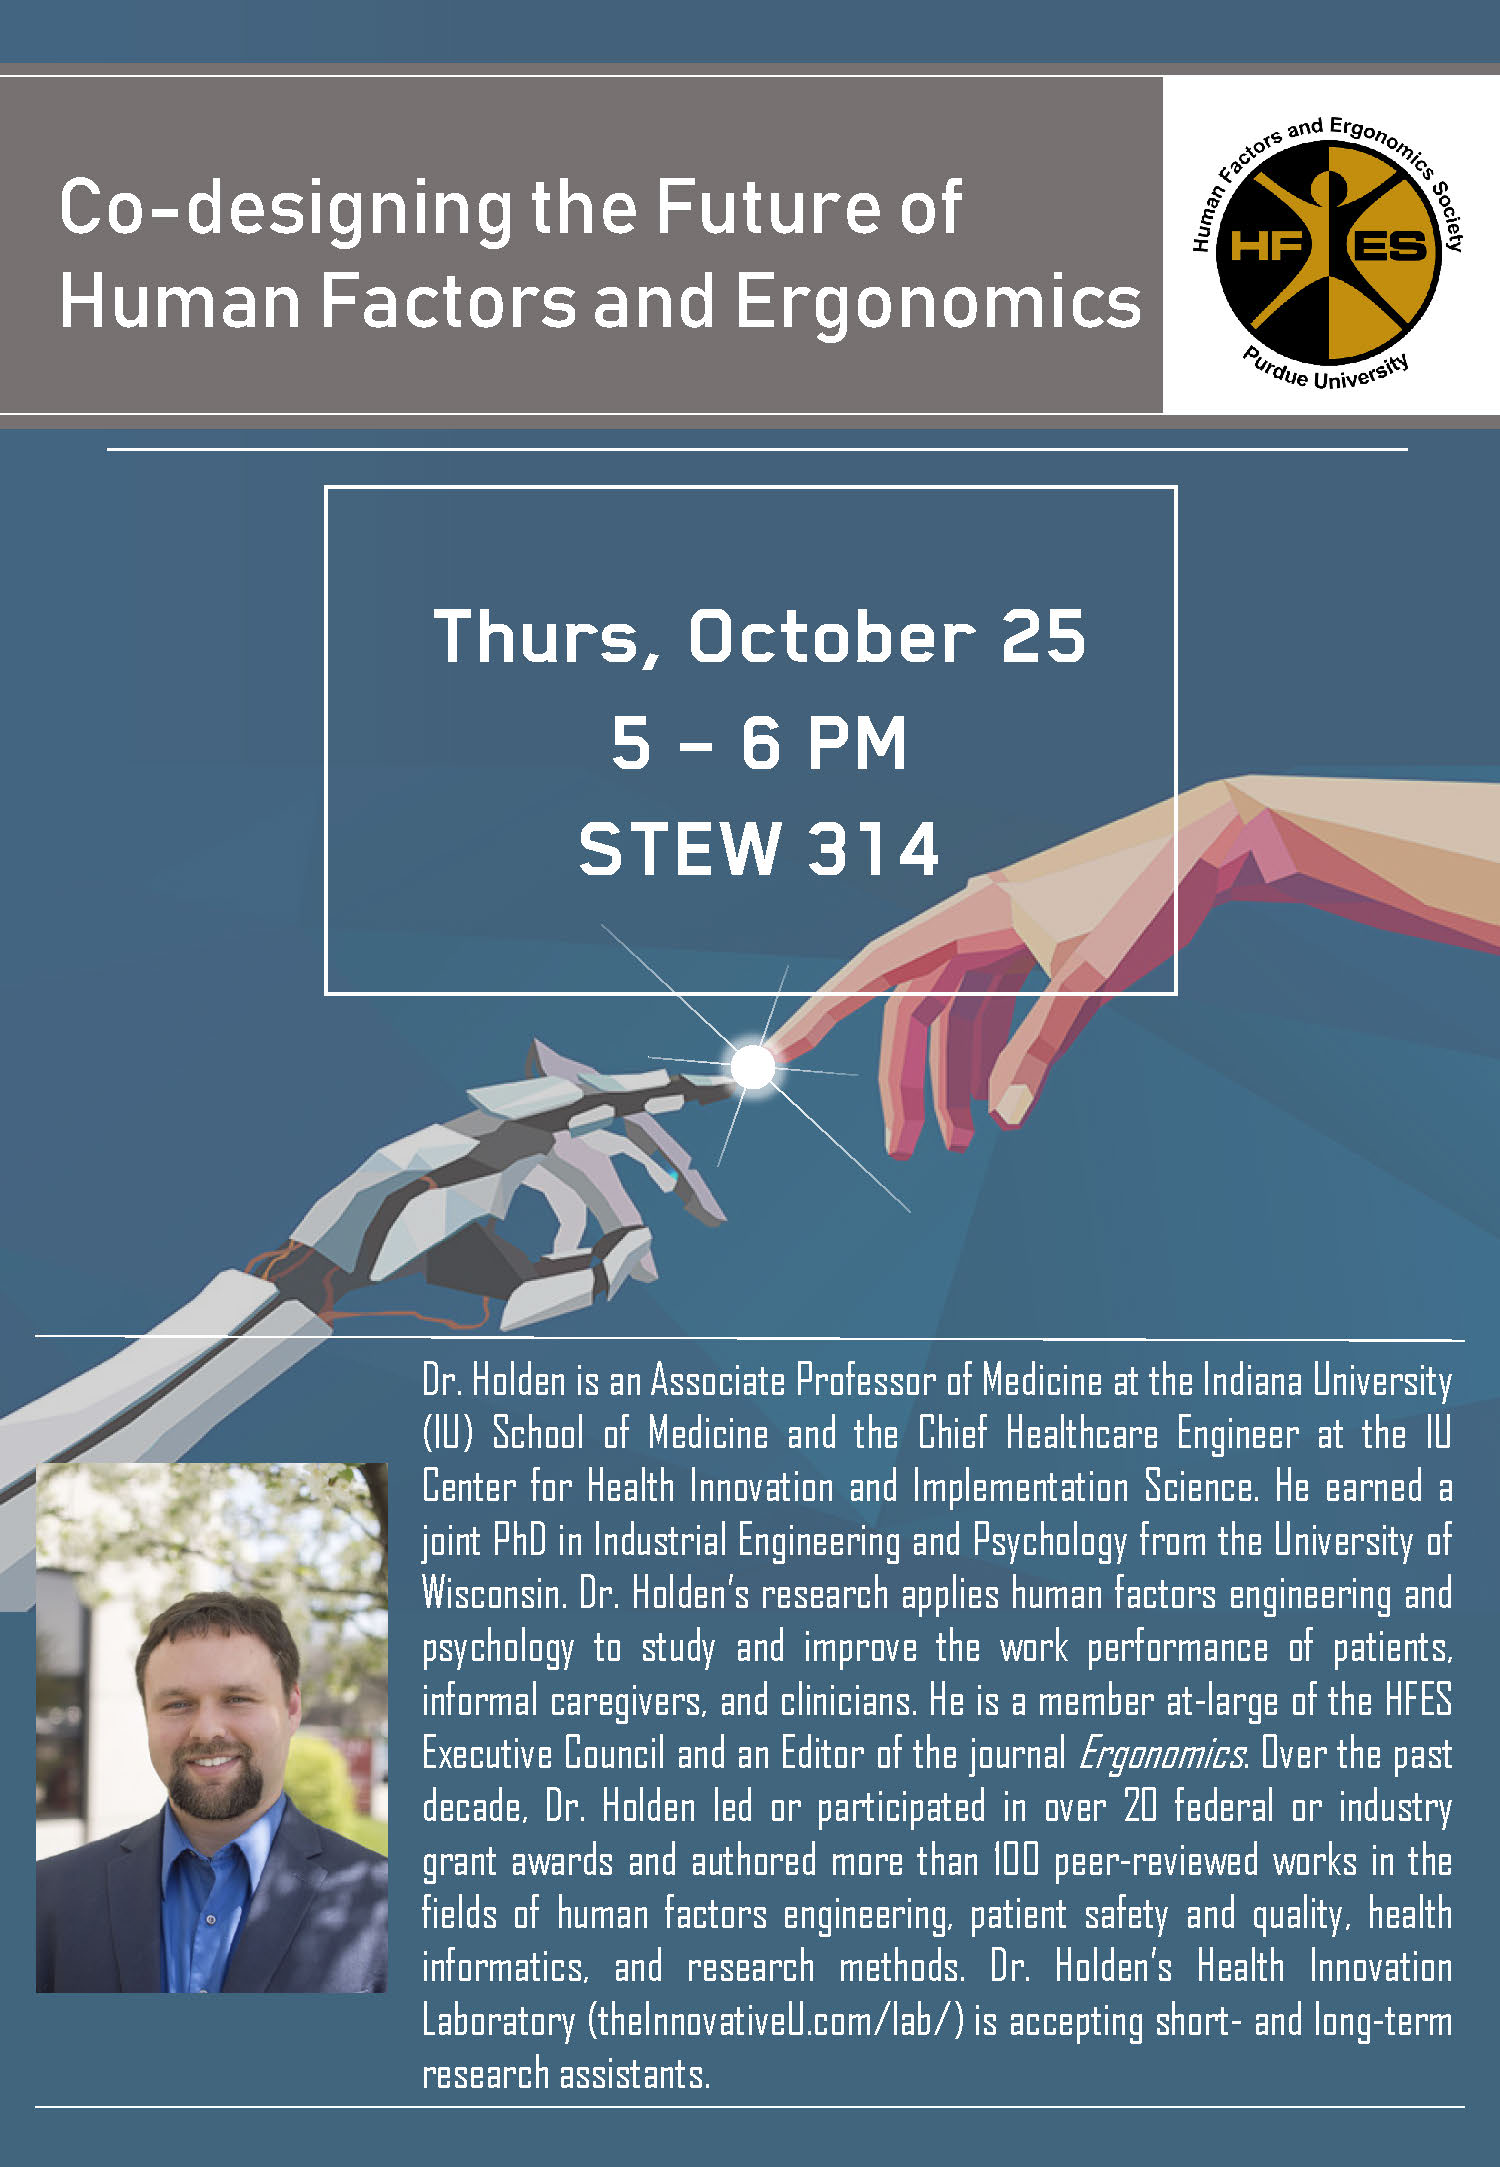 Co-designing the Future of
Human Factors and Ergonomics
Human Factors and Ergonomics Society
HF ES
Purdue University
Thurs, October 25
5 – 6 PM
STEW 314
Dr. Holden is an Associate Professor of Medicine at the Indiana University
(IU) School of Medicine and the Chief Healthcare Engineer at the IU
Center for Health Innovation and Implementation Science. He earned a
joint PhD in Industrial Engineering and Psychology from the University of
Wisconsin. Dr. Holden's research applies human factors engineering and
psychology to study and improve the work performance of patients,
informal caregivers, and clinicians. He is a member at-large of the HFES
Executive Council and an Editor of the journal Ergonomics. Over the past
decade, Dr. Holden led or participated in over 20 federal or industry
grant awards and authored more than 100 peer-reviewed works in the
fields of human factors engineering, patient safety and quality, health
informatics, and research methods. Dr. Holden's Health Innovation
Laboratory (theInnovativeU.com/lab/) is accepting short- and long-term
research assistants.